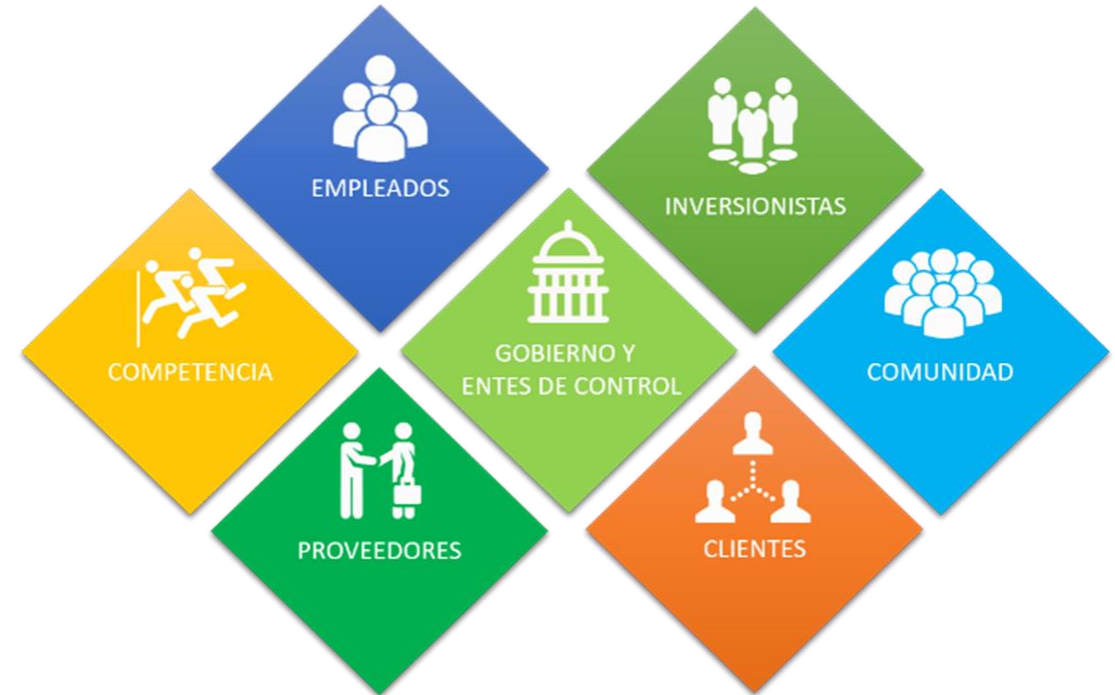 EMPLEADOS
INVERSIONISTAS
COMPETENCIA
GOBIERNO Y
ENTES DE CONTROL
COMUNIDAD
PROVEEDORES
CLIENTES